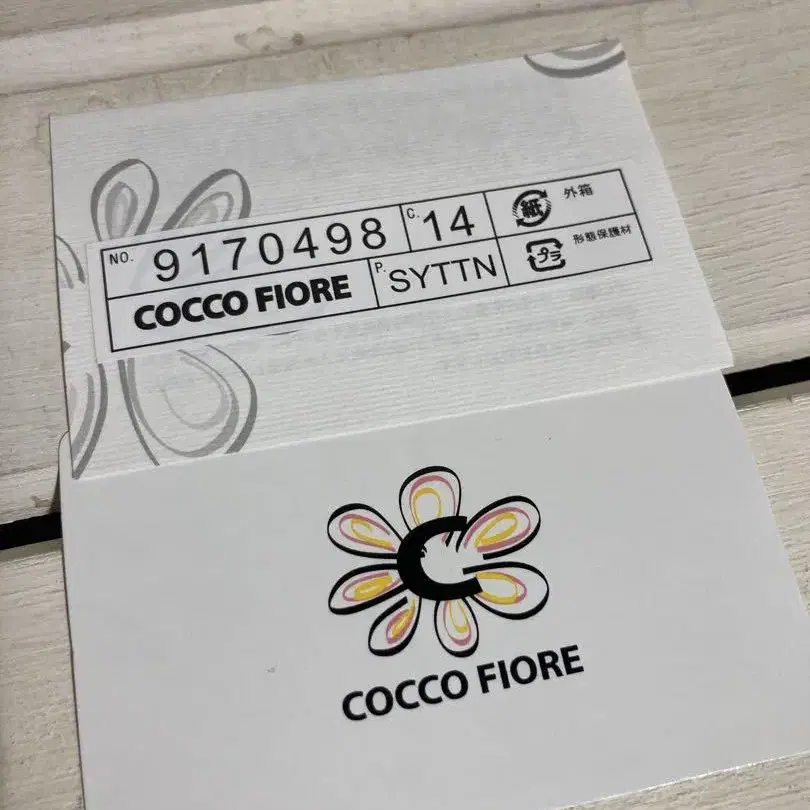 NO. 9170498 C. 14 紙 外箱
COCCO FIORE P. SYTTN プラ 形態保護材
C
COCCO FIORE